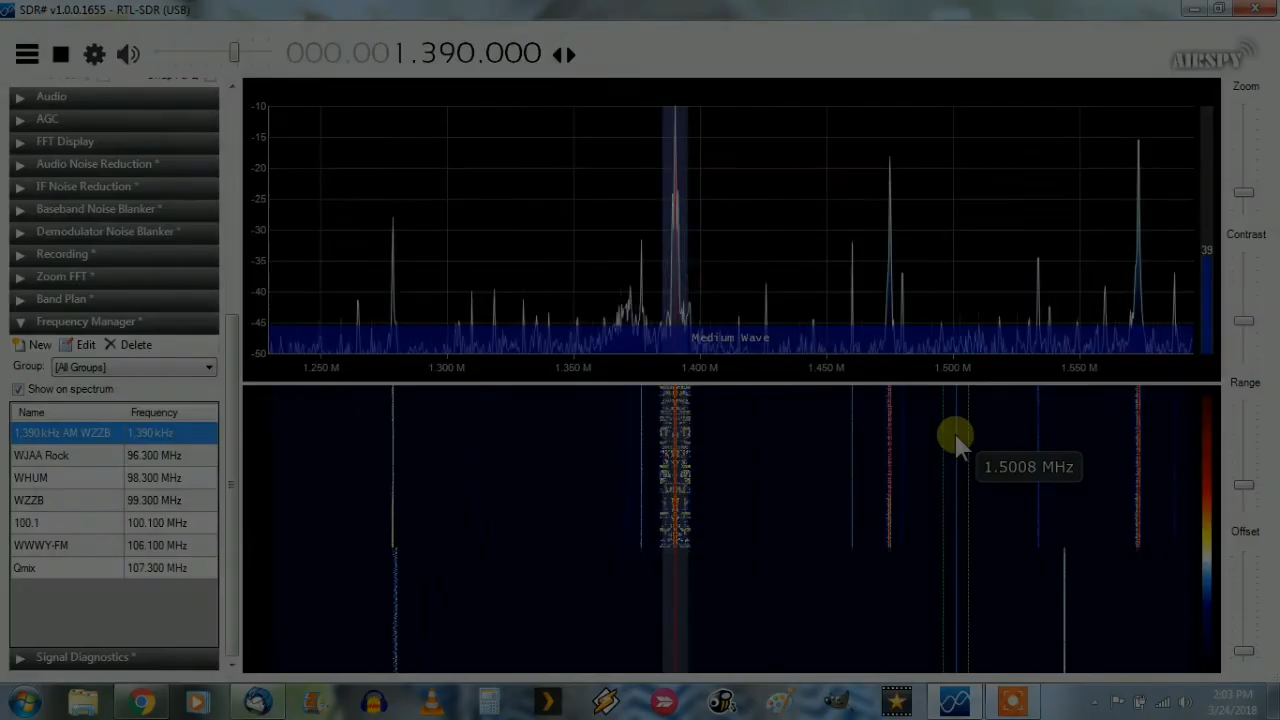 SDR# v1.0.0.1655 - RTL-SDR (USB)
000.001.390.000
AIRSPY
Audio
AGC
FFT Display
Audio Noise Reduction *
IF Noise Reduction *
Baseband Noise Blanker *
Demodulator Noise Blanker *
Recording *
Zoom FFT *
Band Plan *
Frequency Manager *
New Edit Delete
Group: [All Groups]
Show on spectrum
Name Frequency
1,390 kHz AM WZZB 1,390 kHz
WJAA Rock 96.300 MHz
WHUM 98.300 MHz
WZZB 99.300 MHz
100.1 100.100 MHz
WWWY-FM 106.100 MHz
Qmix 107.300 MHz
Signal Diagnostics *
-10
-15
-20
-25
-30
-35
-40
-45
-50
Medium Wave
1.250 M 1.300 M 1.350 M 1.400 M 1.450 M 1.500 M 1.550 M
39
1.5008 MHz
Zoom
Contrast
Range
Offset
2:03 PM
3/24/2018